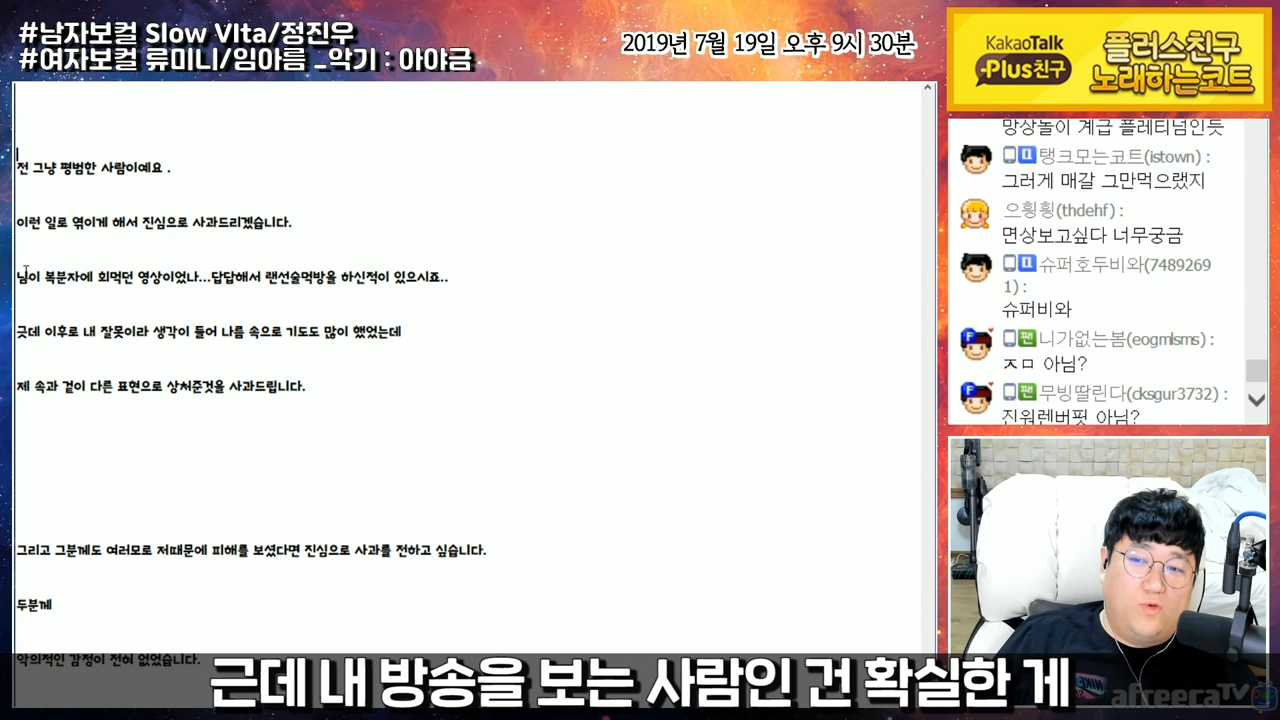 #남자보컬 Slow VIta/정진우
#여자보컬 류미니/임아름 _악기 : 아야금
2019년 7월 19일 오후 9시 30분
KakaoTalk
Plus친구
플러스친구
노래하는코트
전 그냥 평범한 사람이예요 .
이런 일로 엮이게 해서 진심으로 사과드리겠습니다.
님이 복분자에 회먹던 영상이었나...답답해서 랜선술먹방을 하신적이 있으시죠..
긋데 이후로 내 잘못이라 생각이 들어 나름 속으로 기도도 많이 했었는데
제 속과 겉이 다른 표현으로 상처준것을 사과드립니다.
그리고 그분께도 여러모로 저때문에 피해를 보셨다면 진심으로 사과를 전하고 싶습니다.
두분께
악의적인 감정이 전혀 없었습니다.
망상놀이 계급 플레티넘인듯
탱크모는코트(istown) :
그러게 매갈 그만먹으랬지
으휭휭(thdehf) :
면상보고싶다 너무궁금
슈퍼호두비와(7489269
1) :
슈퍼비와
팬 니가없는봄(eogmlsms) :
ㅈㅁ 아님?
팬 무빙딸린다(cksgur3732) :
진워렌버핏 아님?
근데 내 방송을 보는 사람인 건 확실한 게
afreecaTV